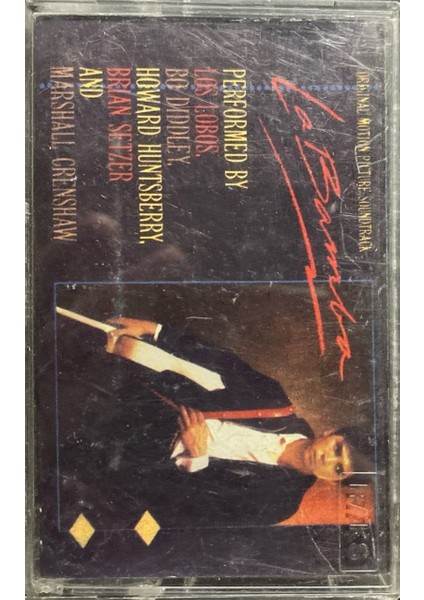 ORIGINAL MOTION PICTURE SOUNDTRACK
La Bamba
PERFORMED BY
LOS LOBOS,
BO DIDDLEY,
HOWARD HUNTSBERRY,
BRIAN SETZER
AND
MARSHALL CRENSHAW